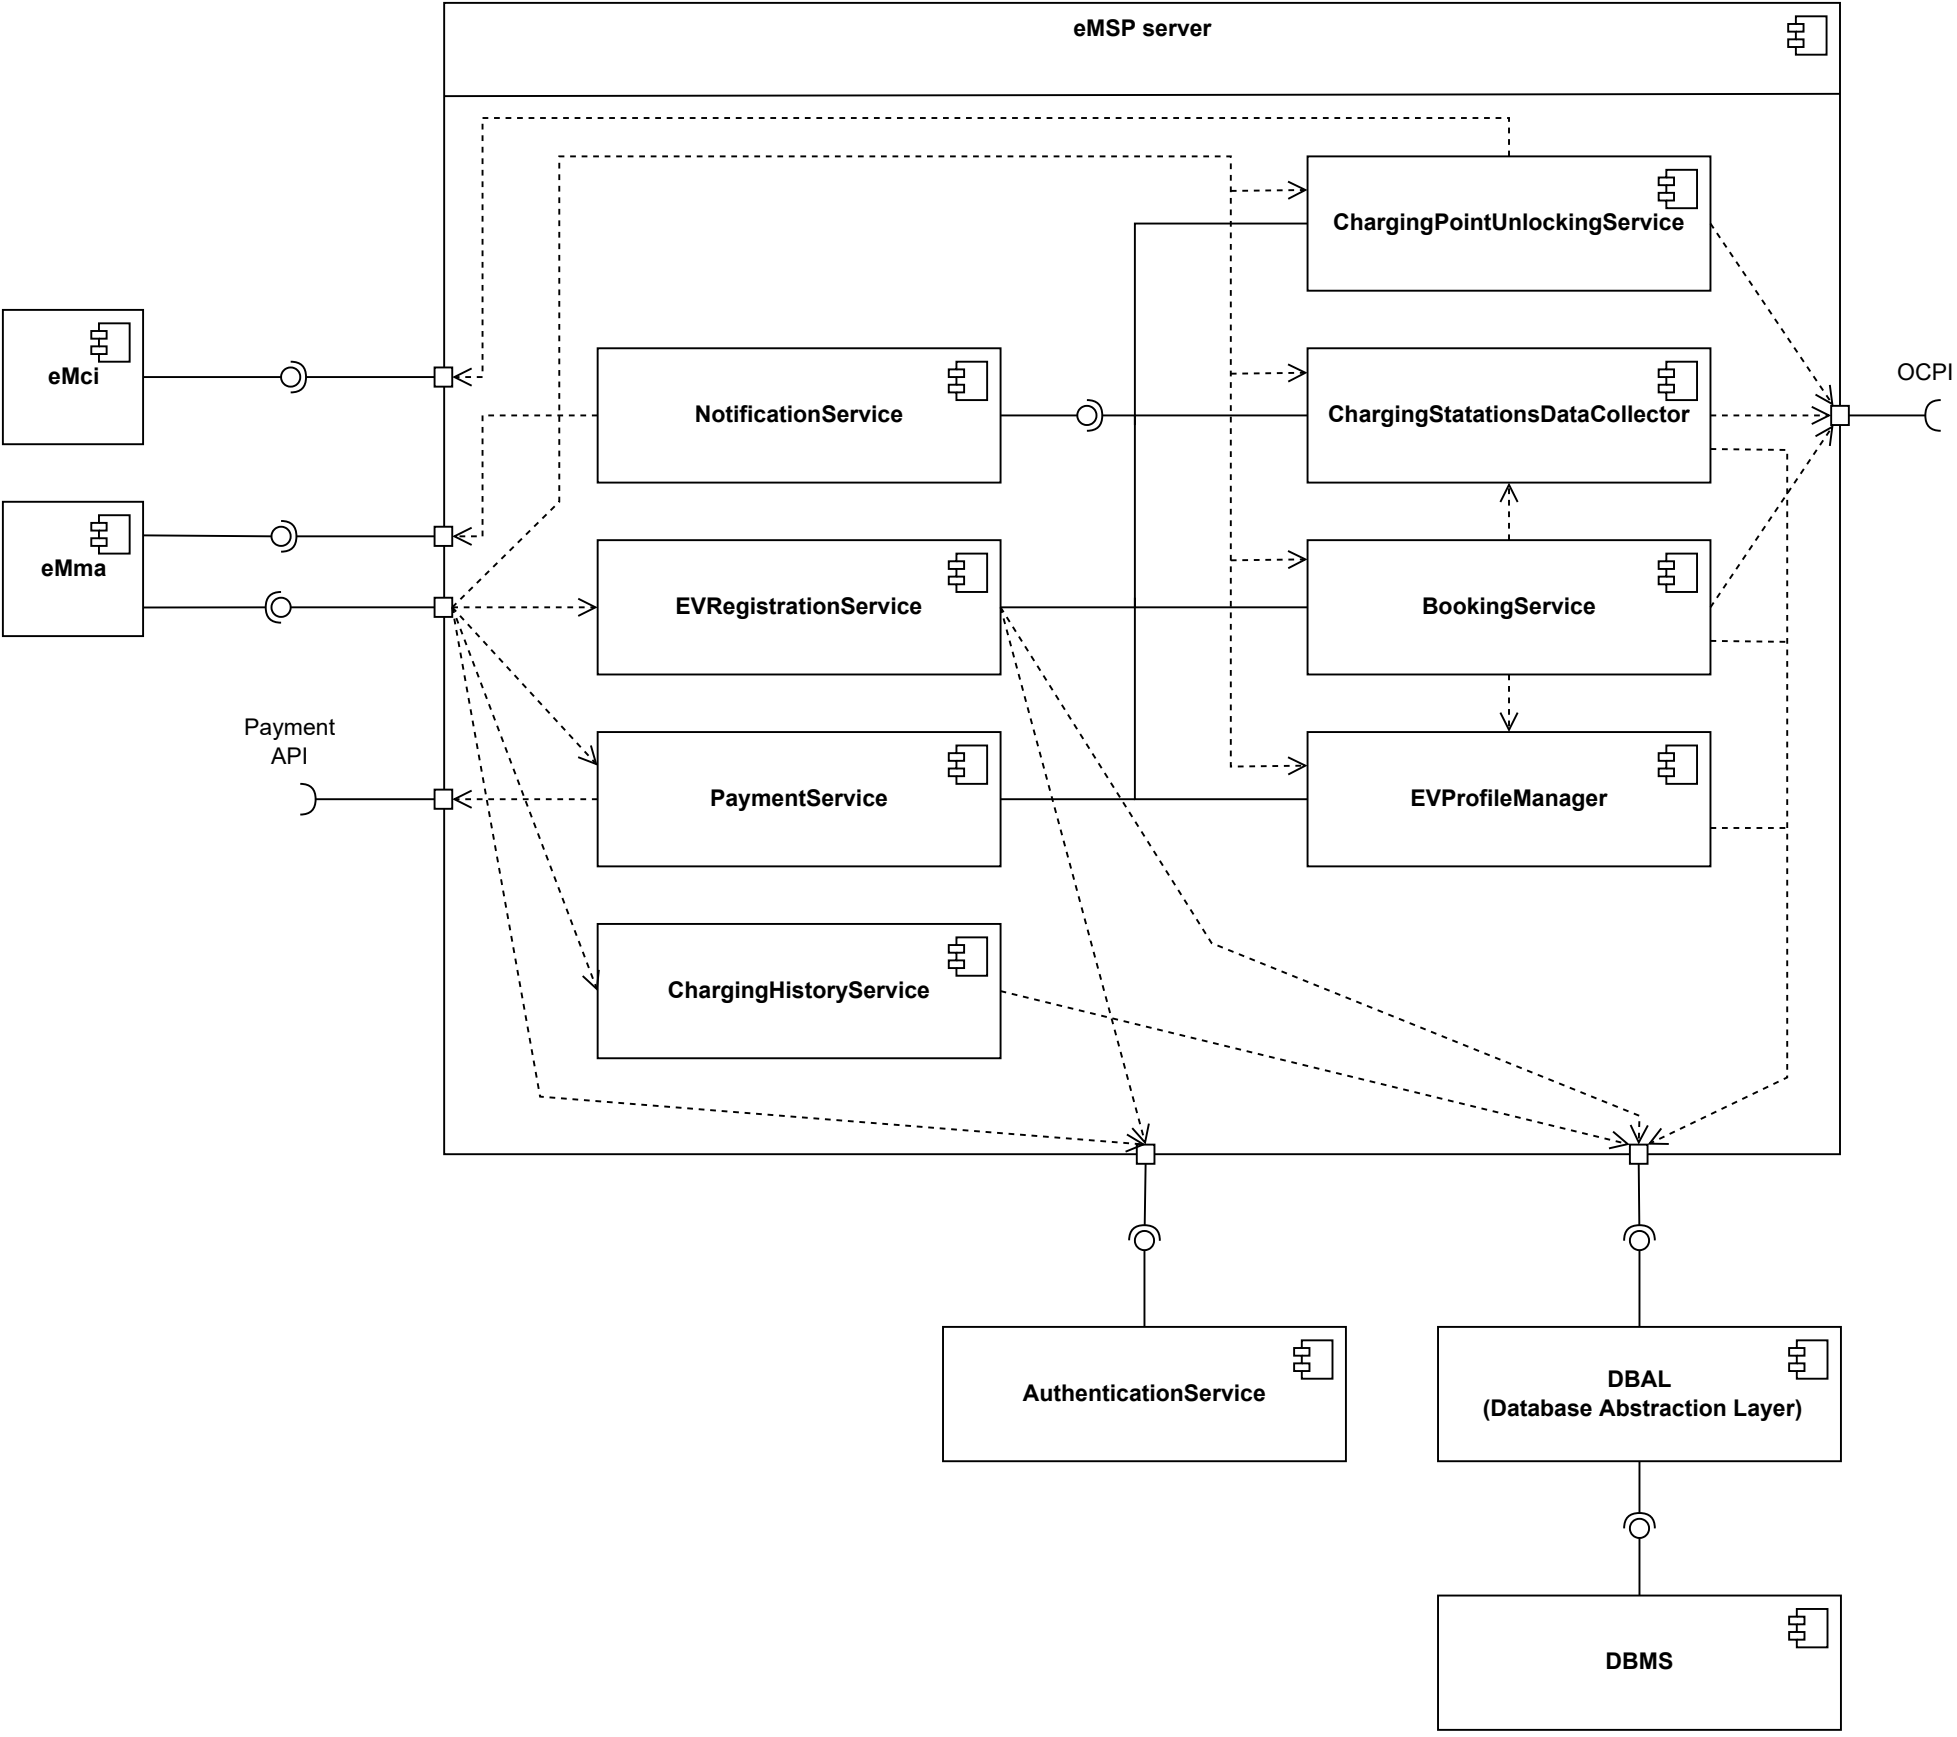 eMSP server
ChargingPointUnlockingService
eMci
NotificationService
ChargingStatationsDataCollector
OCPI
eMma
EVRegistrationService
BookingService
Payment
API
PaymentService
EVProfileManager
ChargingHistoryService
AuthenticationService
DBAL
(Database Abstraction Layer)
DBMS